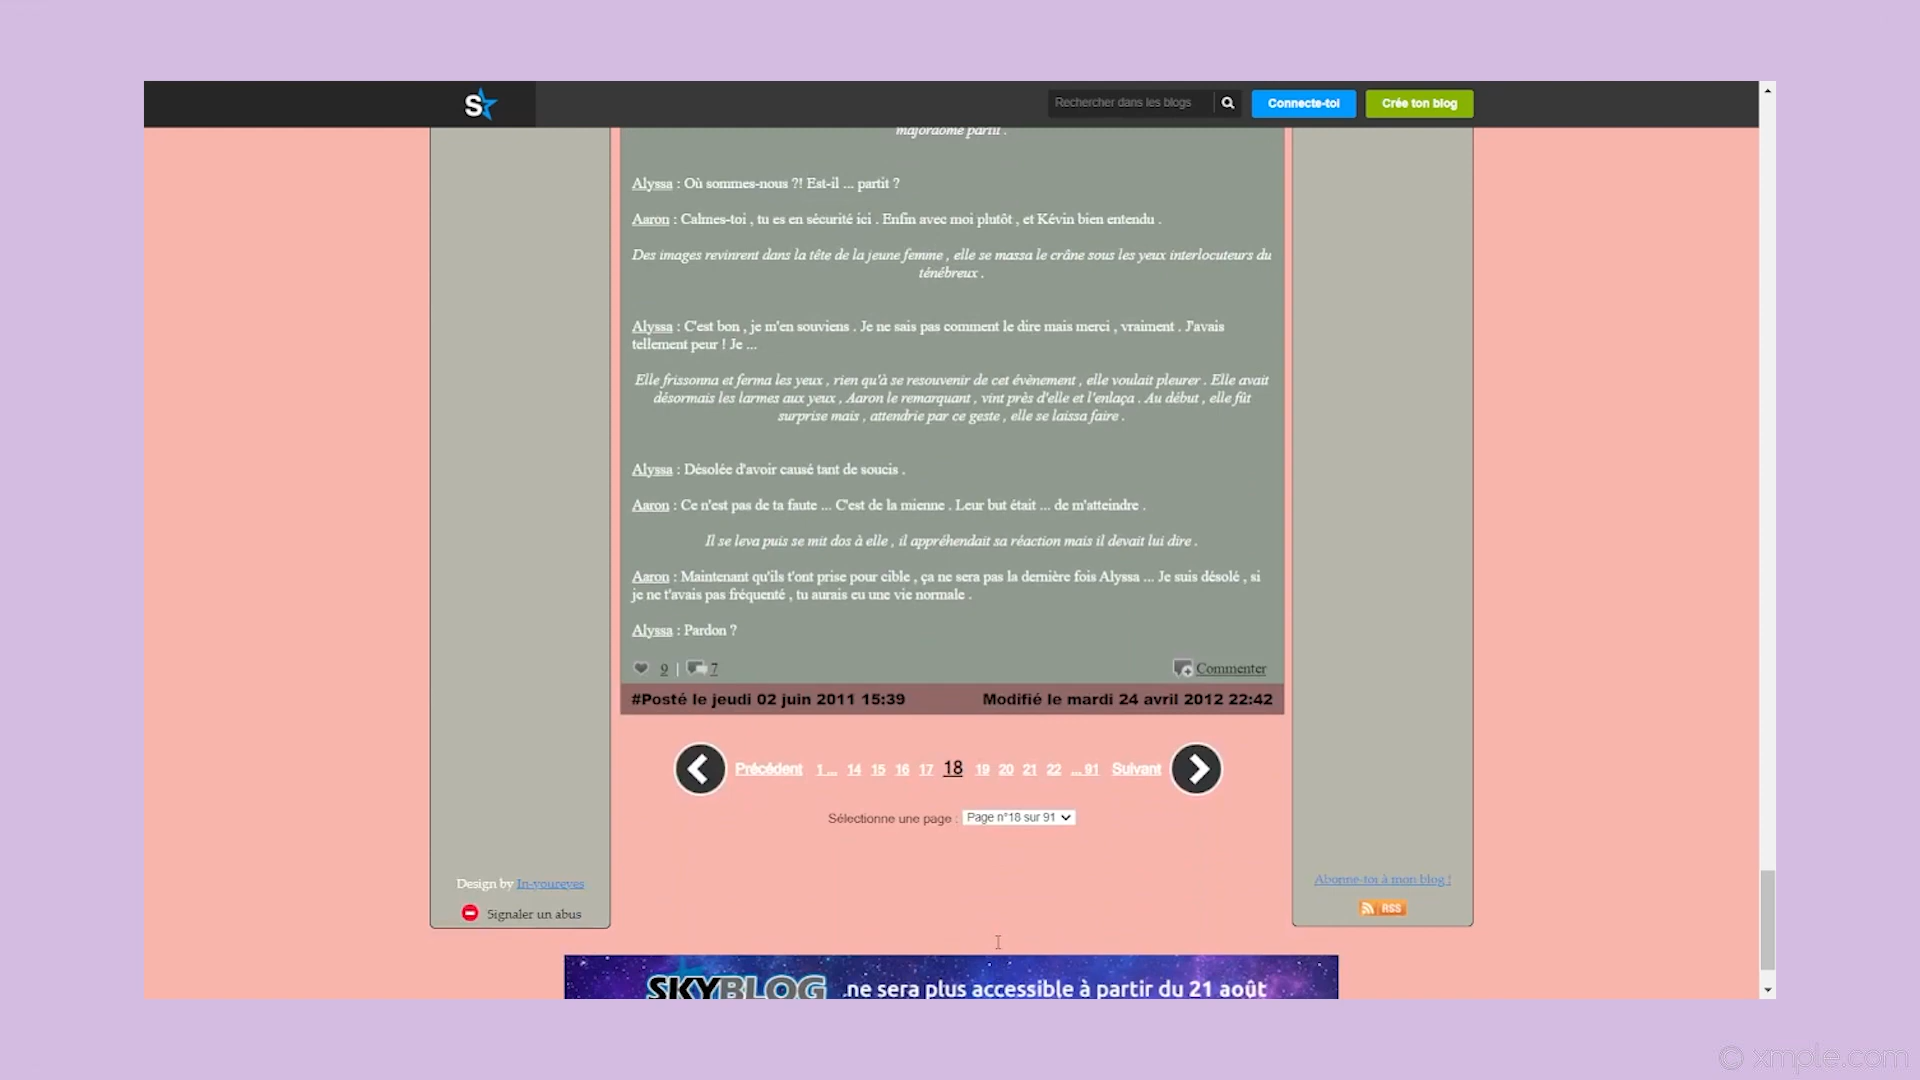 S
Rechercher dans les blogs
Connecte-toi
Crée ton blog
majordome partit .
Alyssa : Où sommes-nous ?! Est-il ... partit ?
Aaron : Calmes-toi , tu es en sécurité ici . Enfin avec moi plutôt , et Kévin bien entendu .
Des images revinrent dans la tête de la jeune femme , elle se massa le crâne sous les yeux interlocuteurs du
ténébreux .
Alyssa : C'est bon , je m'en souviens . Je ne sais pas comment le dire mais merci , vraiment . J'avais
tellement peur ! Je ...
Elle frissonna et ferma les yeux , rien qu'à se resouvenir de cet évènement , elle voulait pleurer . Elle avait
désormais les larmes aux yeux , Aaron le remarquant , vint près d'elle et l'enlaça . Au début , elle fût
surprise mais , attendrie par ce geste , elle se laissa faire .
Alyssa : Désolée d'avoir causé tant de soucis .
Aaron : Ce n'est pas de ta faute ... C'est de la mienne . Leur but était ... de m'atteindre .
Il se leva puis se mit dos à elle , il appréhendait sa réaction mais il devait lui dire .
Aaron : Maintenant qu'ils t'ont prise pour cible , ça ne sera pas la dernière fois Alyssa ... Je suis désolé , si
je ne t'avais pas fréquenté , tu aurais eu une vie normale .
Alyssa : Pardon ?
9 | 7
Commenter
#Posté le jeudi 02 juin 2011 15:39
Modifié le mardi 24 avril 2012 22:42
Précédent 1 ... 14 15 16 17 18 19 20 21 22 ... 91 Suivant
Sélectionne une page : Page n°18 sur 91
Design by In-youreyes
Signaler un abus
Abonne-toi à mon blog !
RSS
SKYBLOG ...ne sera plus accessible à partir du 21 août
© xmple.com